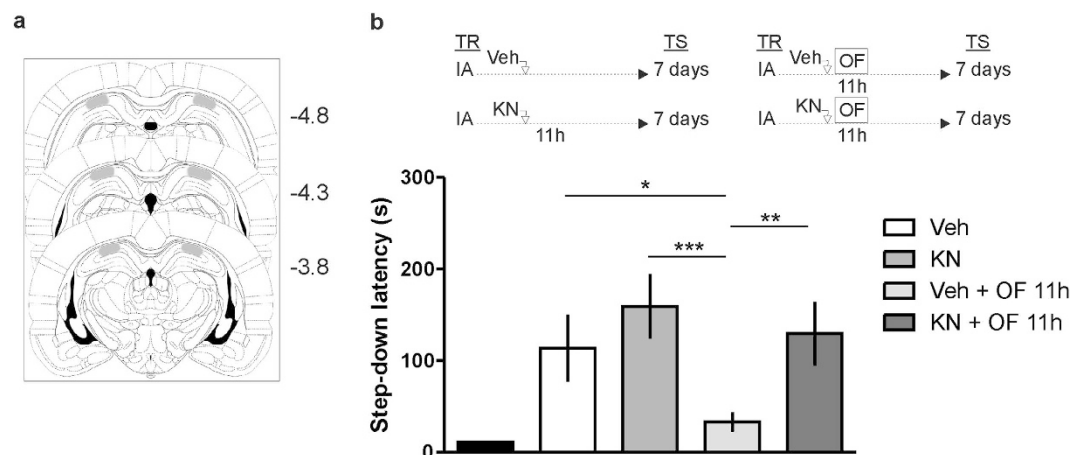 a
-4.8
-4.3
-3.8
b
TR Veh TS
IA 7 days
KN
IA 7 days
11h
TR Veh OF TS
IA 7 days
11h
KN OF
IA 7 days
11h
Step-down latency (s)
300
200
100
0
*
**
***
Veh
KN
Veh + OF 11h
KN + OF 11h